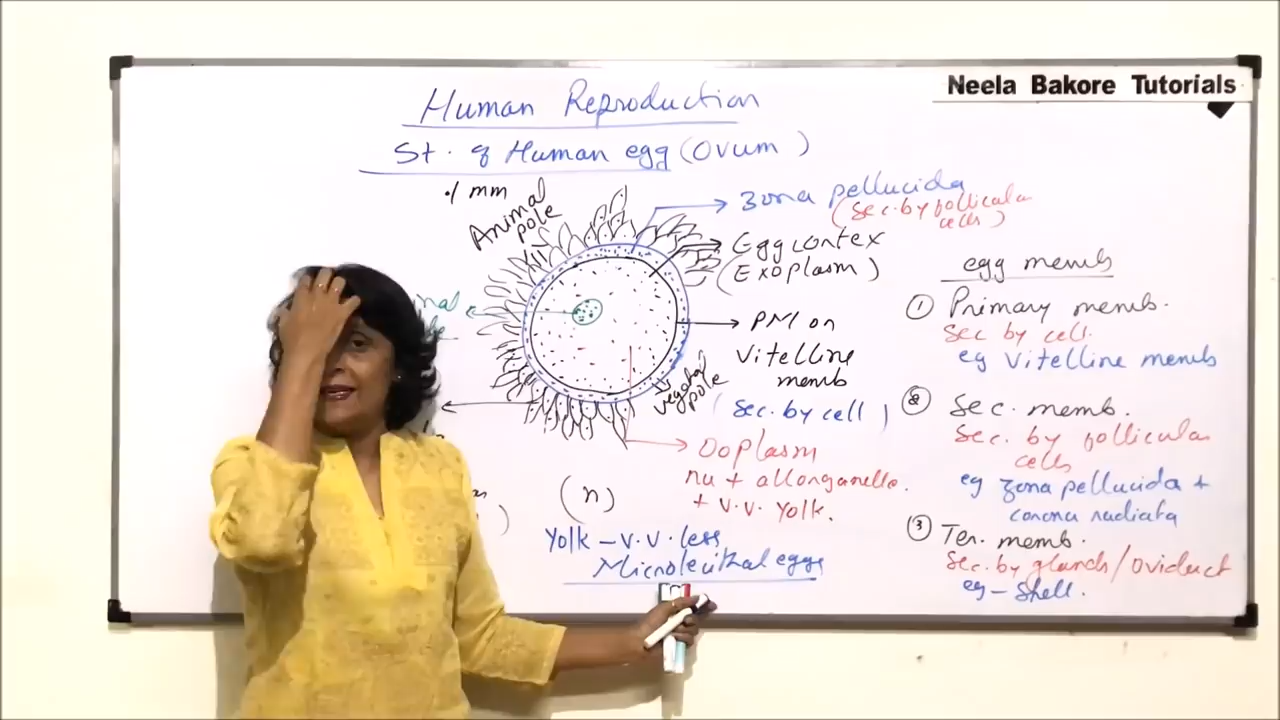 Neela Bakore Tutorials
Human Reproduction
St. of Human egg (Ovum)
.1 mm
Animal pole
Zona pellucida
(Sec. by follicular
cells)
Egg cortex
(Exoplasm)
PM or
Vitelline
memb
(Sec. by cell)
vegetal
pole
Ooplasm
nu + all organelle.
+ v.v. Yolk.
(n)
Yolk – v.v. less
Microlecithal eggs
egg memb
① Primary memb.
Sec by cell.
eg Vitelline memb
② Sec. memb.
Sec. by follicular
cells
eg zona pellucida +
corona radiata
③ Ter. memb.
Sec. by glands/oviduct
eg – Shell.